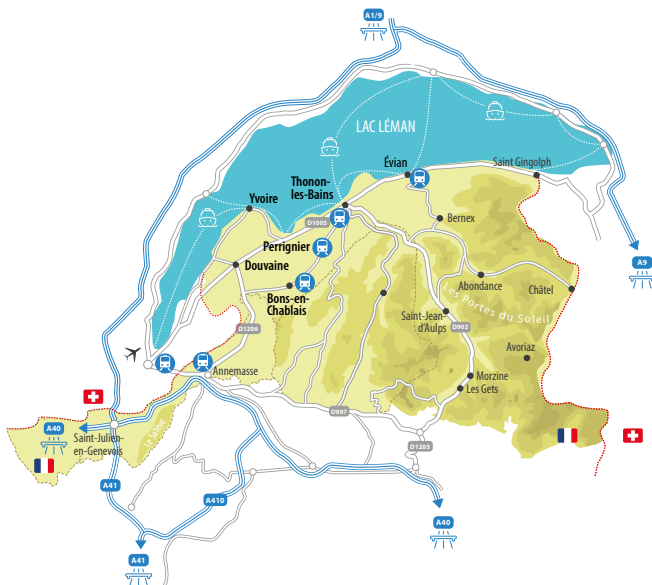 A1/9
LAC LÉMAN
Évian
Saint Gingolph
Thonon-
les-Bains
Yvoire
Bernex
D1005
Perrignier
Douvaine
A9
Abondance
Châtel
Bons-en-
Chablais
Les Portes du Soleil
Saint-Jean-
d'Aulps
D1206
D902
Avoriaz
Annemasse
Morzine
Les Gets
D907
A40
Saint-Julien-
en-Genevois
Le Salève
D1205
A41
A410
A40
A41